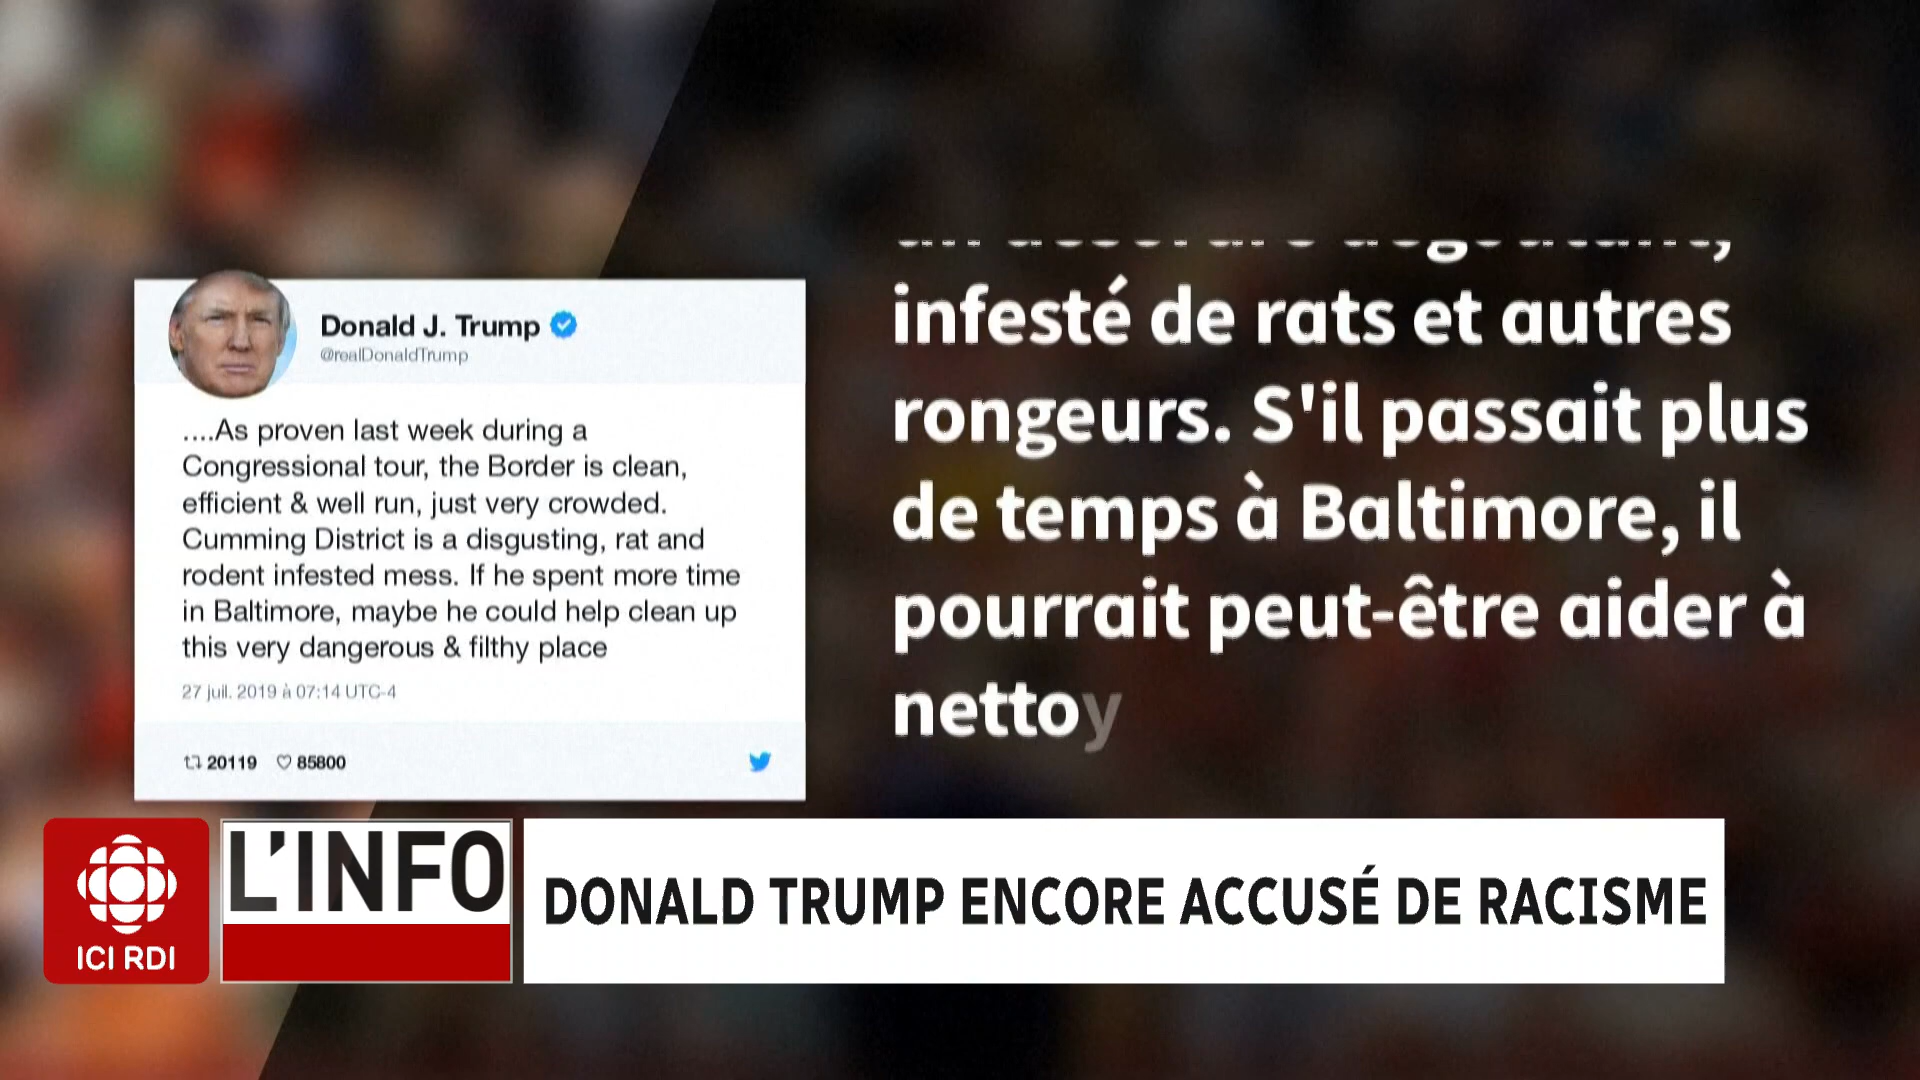 Donald J. Trump
@realDonaldTrump
....As proven last week during a
Congressional tour, the Border is clean,
efficient & well run, just very crowded.
Cumming District is a disgusting, rat and
rodent infested mess. If he spent more time
in Baltimore, maybe he could help clean up
this very dangerous & filthy place
27 juil. 2019 à 07:14 UTC-4
20119 85800
infesté de rats et autres
rongeurs. S'il passait plus
de temps à Baltimore, il
pourrait peut-être aider à
nettoy
ICI RDI
L'INFO
DONALD TRUMP ENCORE ACCUSÉ DE RACISME